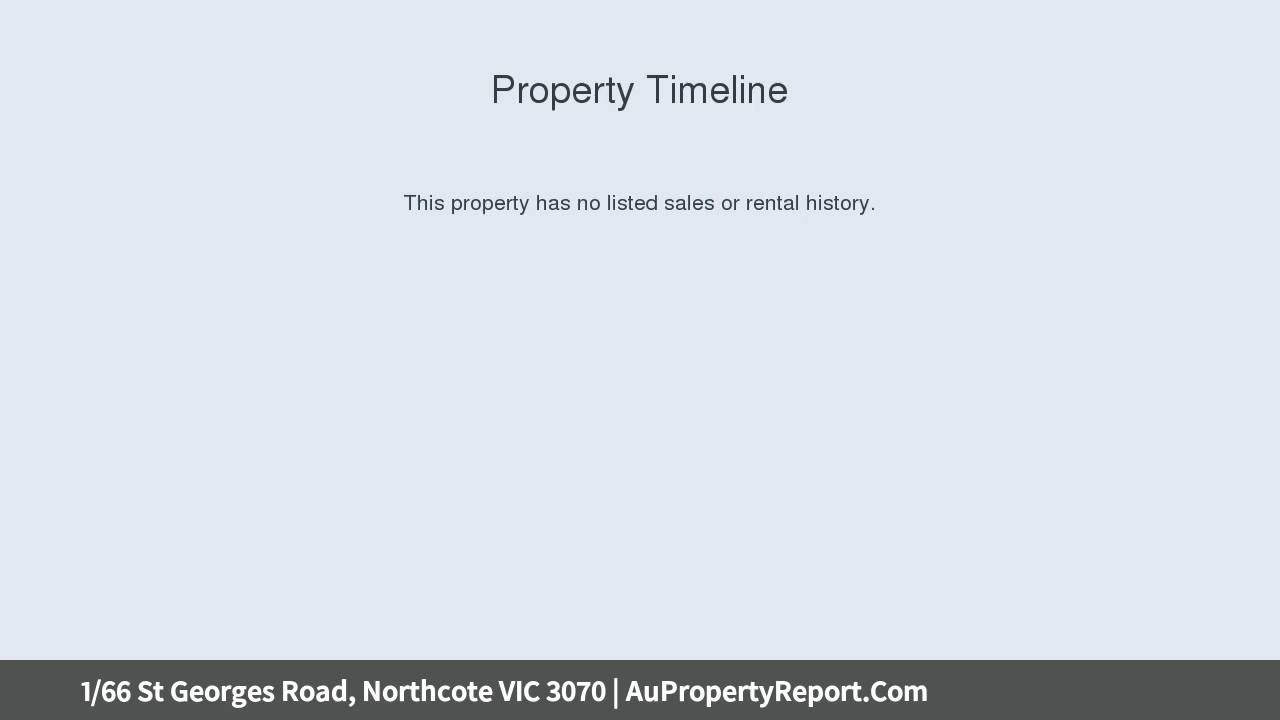 Property Timeline
This property has no listed sales or rental history.
1/66 St Georges Road, Northcote VIC 3070 | AuPropertyReport.Com